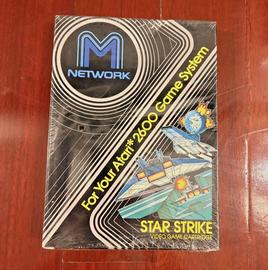 M
NETWORK
For Your Atari* 2600 Game System
STAR STRIKE
VIDEO GAME CARTRIDGE